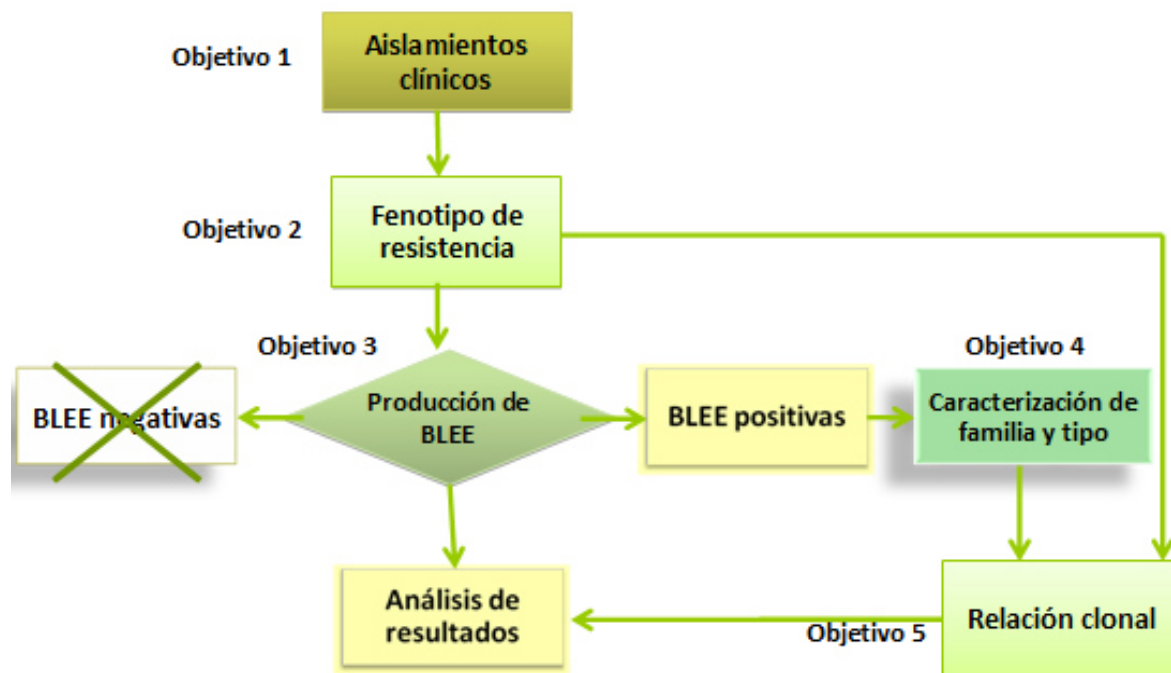 Objetivo 1
Aislamientos
clínicos
Objetivo 2
Fenotipo de
resistencia
Objetivo 3
Objetivo 4
BLEE negativas
Producción de
BLEE
BLEE positivas
Caracterización de
familia y tipo
Análisis de
resultados
Objetivo 5
Relación clonal